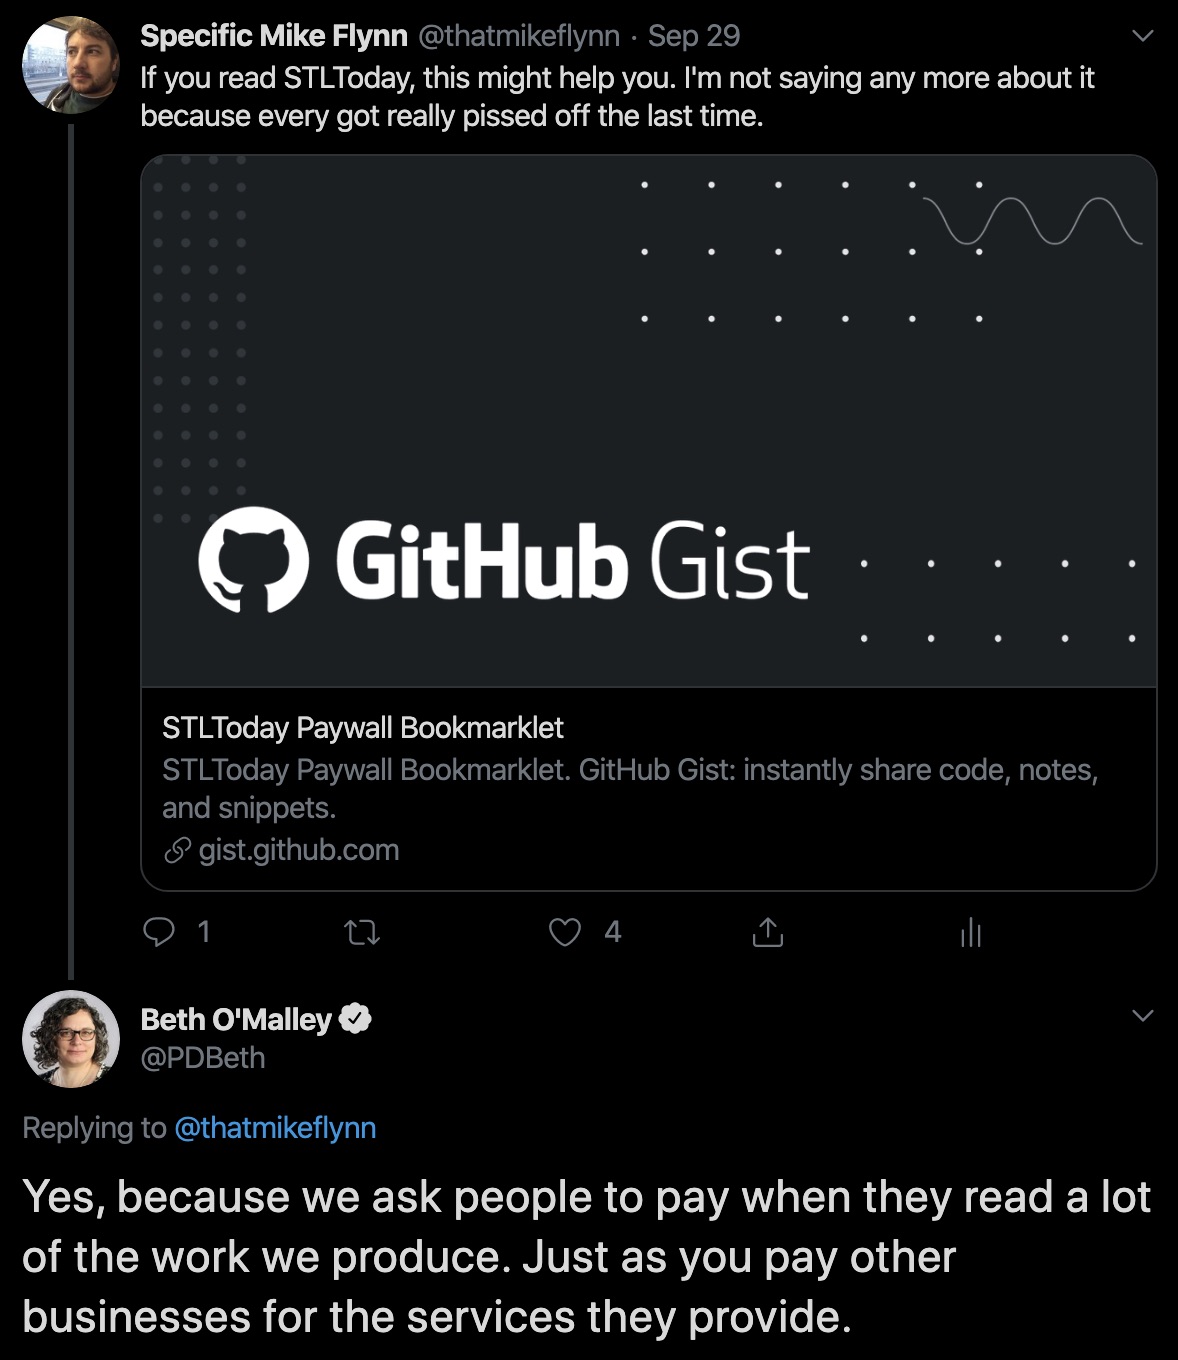 Specific Mike Flynn @thatmikeflynn · Sep 29
If you read STLToday, this might help you. I'm not saying any more about it
because every got really pissed off the last time.
GitHub Gist
STLToday Paywall Bookmarklet
STLToday Paywall Bookmarklet. GitHub Gist: instantly share code, notes,
and snippets.
gist.github.com
1 4
Beth O'Malley
@PDBeth
Replying to @thatmikeflynn
Yes, because we ask people to pay when they read a lot
of the work we produce. Just as you pay other
businesses for the services they provide.